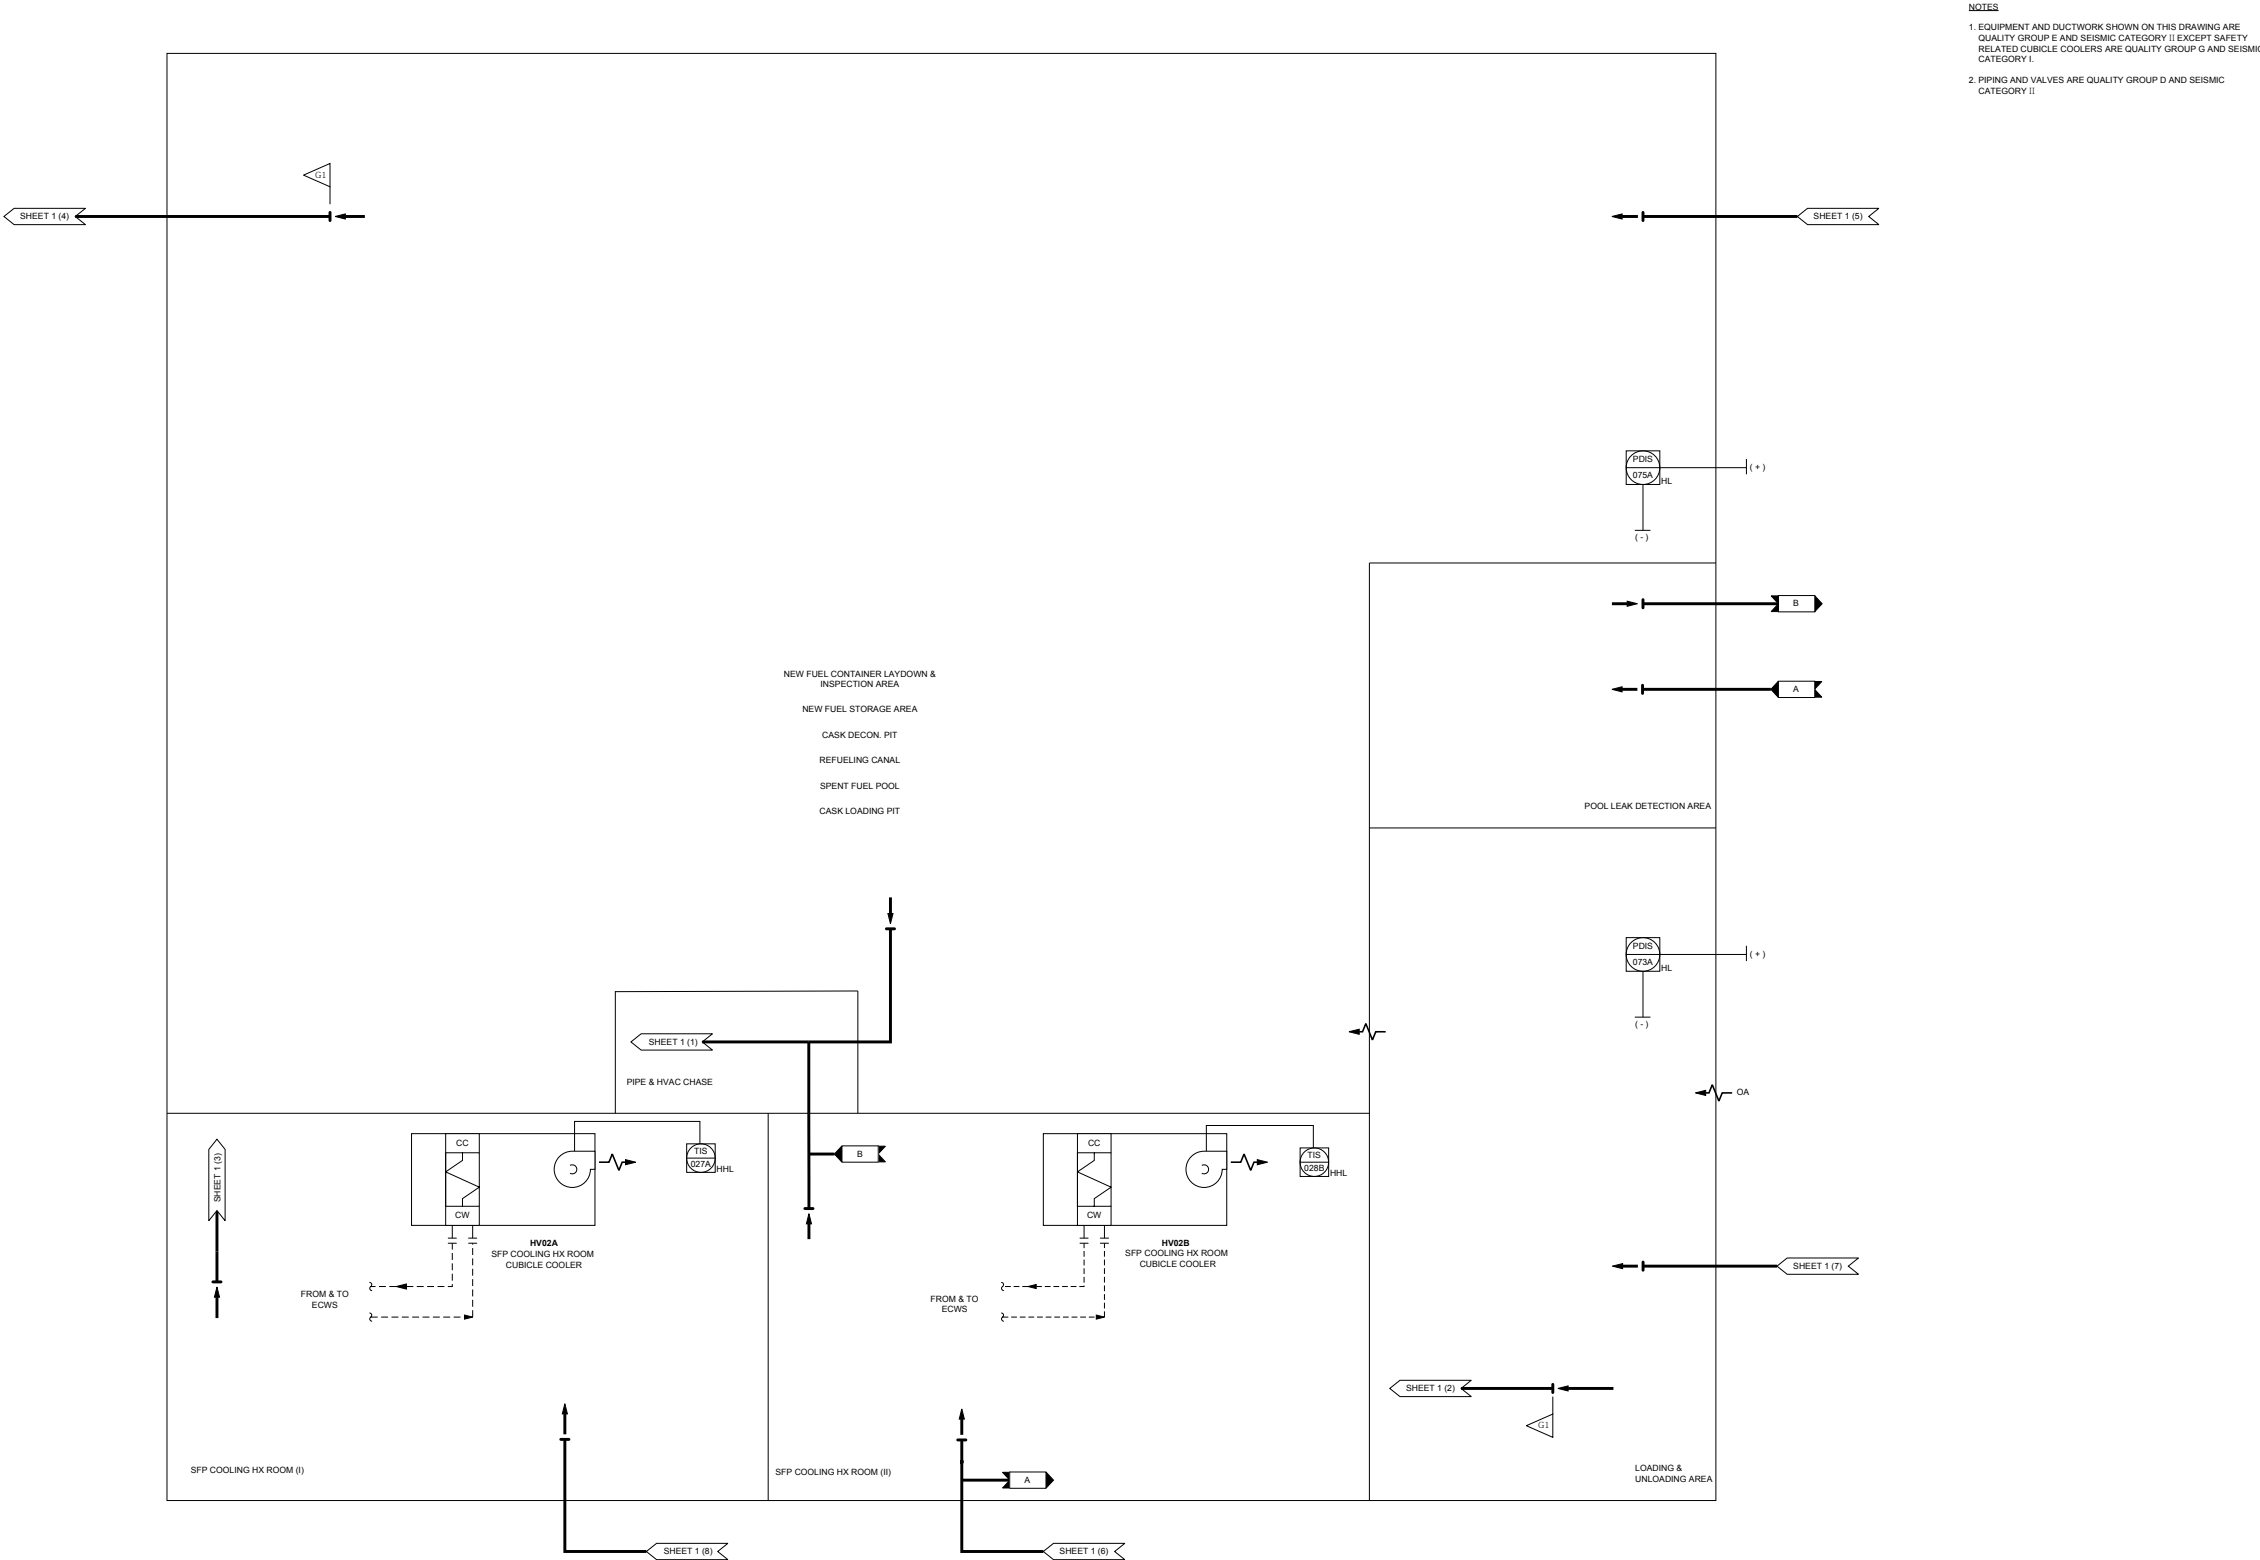 NOTES
1. EQUIPMENT AND DUCTWORK SHOWN ON THIS DRAWING ARE
QUALITY GROUP E AND SEISMIC CATEGORY II EXCEPT SAFETY
RELATED CUBICLE COOLERS ARE QUALITY GROUP G AND SEISMIC
CATEGORY I.
2. PIPING AND VALVES ARE QUALITY GROUP D AND SEISMIC
CATEGORY II
G1
SHEET 1 (4)
SHEET 1 (5)
PDIS
075A
HL
( + )
( - )
B
A
POOL LEAK DETECTION AREA
NEW FUEL CONTAINER LAYDOWN &
INSPECTION AREA
NEW FUEL STORAGE AREA
CASK DECON. PIT
REFUELING CANAL
SPENT FUEL POOL
CASK LOADING PIT
PDIS
073A
HL
( + )
( - )
SHEET 1 (1)
PIPE & HVAC CHASE
OA
SHEET 1 (3)
CC
CW
TIS
027A
HHL
HV02A
SFP COOLING HX ROOM
CUBICLE COOLER
FROM & TO
ECWS
B
CC
CW
TIS
028B
HHL
HV02B
SFP COOLING HX ROOM
CUBICLE COOLER
FROM & TO
ECWS
SHEET 1 (7)
SHEET 1 (2)
G1
SFP COOLING HX ROOM (I)
SFP COOLING HX ROOM (II)
A
LOADING &
UNLOADING AREA
SHEET 1 (8)
SHEET 1 (6)